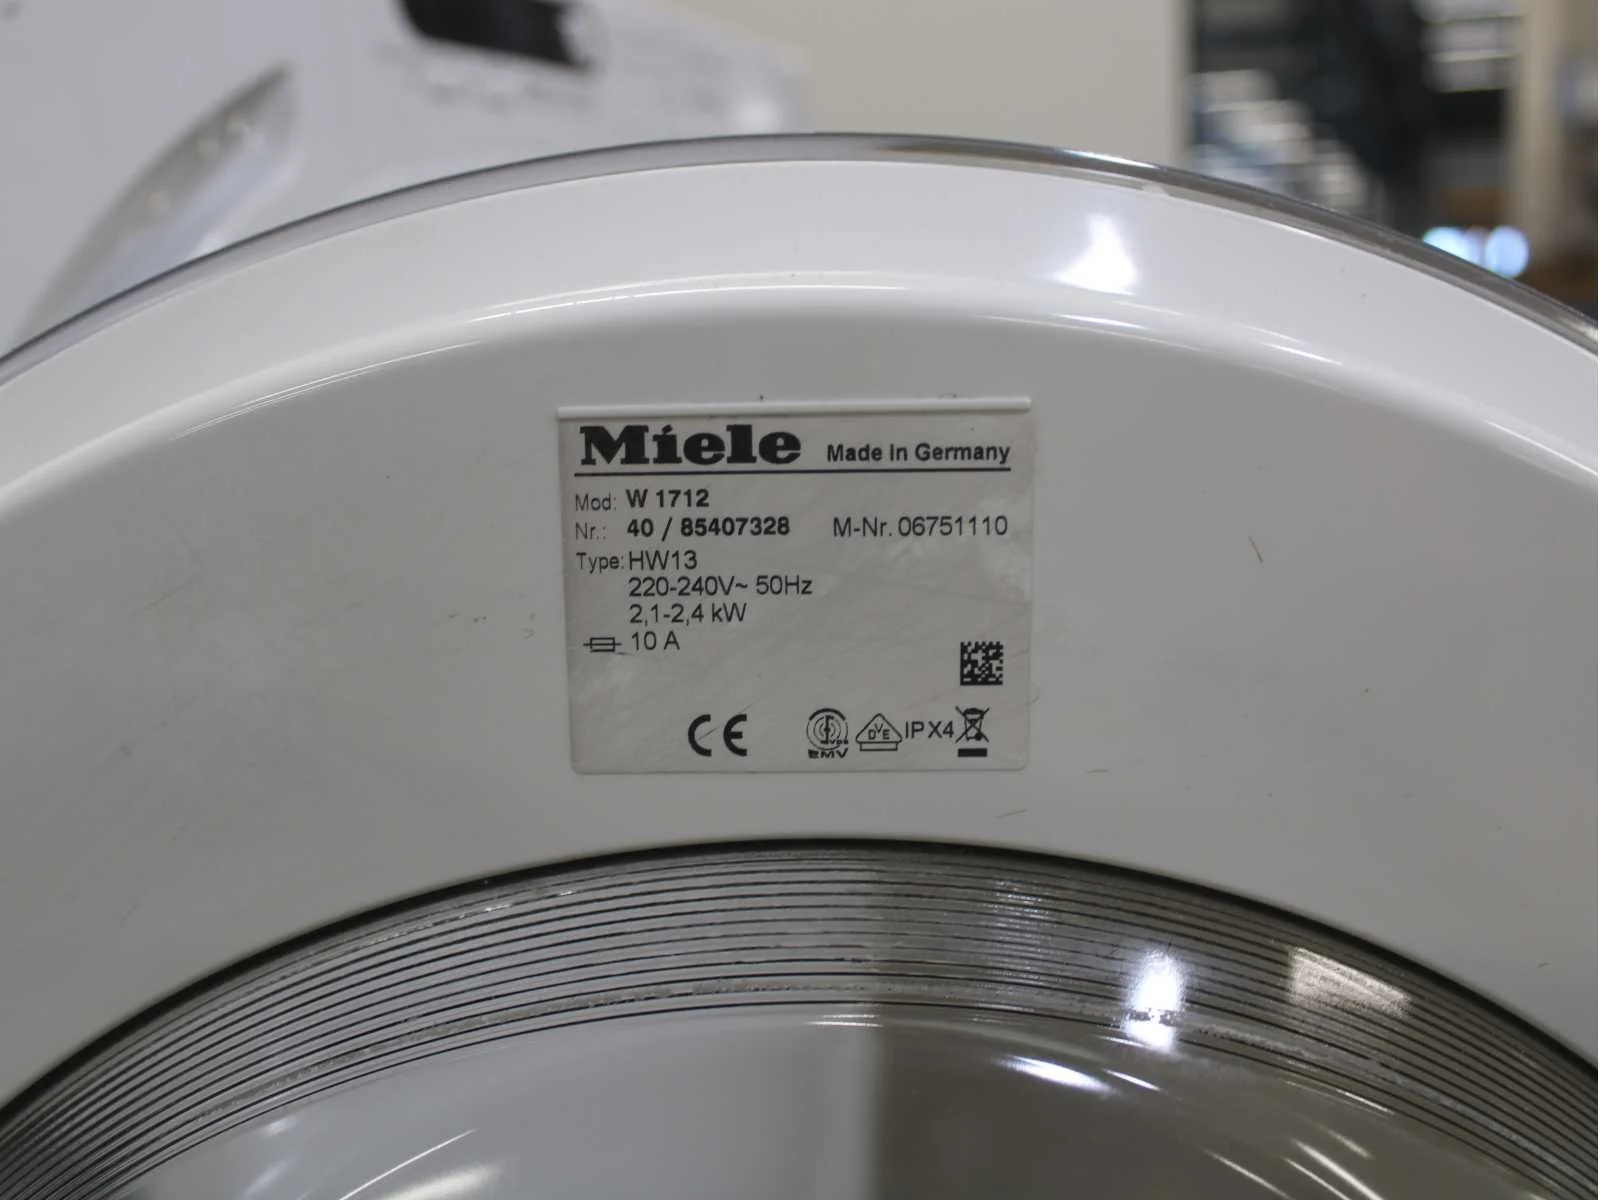 Miele Made in Germany
Mod: W 1712
Nr.: 40 / 85407328 M-Nr. 06751110
Type: HW13
220-240V~ 50Hz
2,1-2,4 kW
10 A
CE EMV DVE IPX4